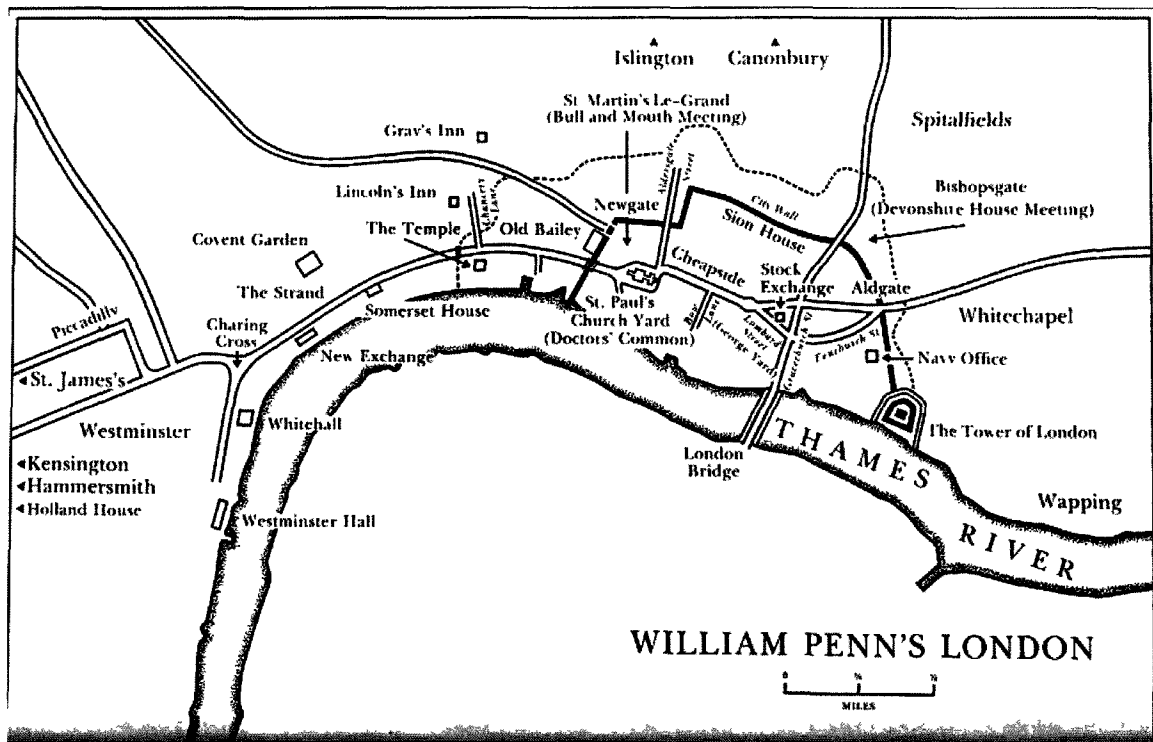 Islington
Canonbury
St Martin's Le-Grand
(Bull and Mouth Meeting)
Spitalfields
Gray's Inn
Lincoln's Inn
Chancery
Lane
Aldersgate
Street
Newgate
City Wall
Sion House
Bishopsgate
(Devonshire House Meeting)
The Temple
Old Bailey
Covent Garden
Cheapside
Stock
Exchange
Aldgate
The Strand
Somerset House
St. Paul's
Church Yard
(Doctors' Common)
Bow
Lane
Lombard
Street
(George Yard)
Gracechurch St
Fenchurch St
Whitechapel
Piccadilly
Charing
Cross
New Exchange
Navy Office
St. James's
Whitehall
Westminster
The Tower of London
London
Bridge
THAMES
RIVER
Kensington
Hammersmith
Holland House
Westminster Hall
Wapping
WILLIAM PENN'S LONDON
0
MILES